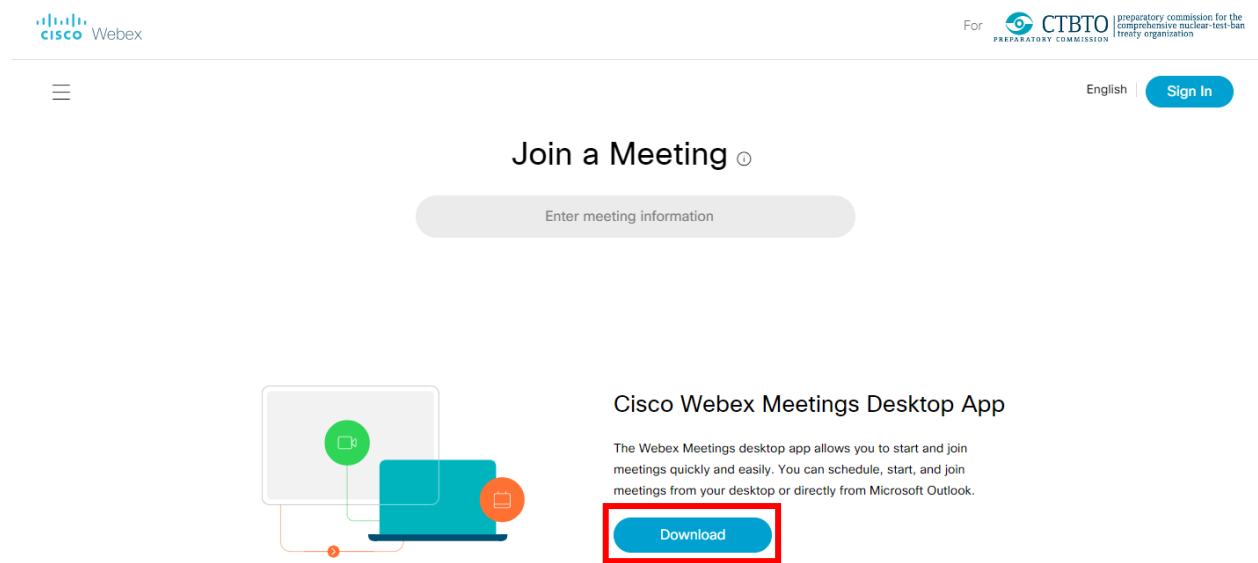 cisco Webex
For
CTBTO
PREPARATORY COMMISSION
preparatory commission for the
comprehensive nuclear-test-ban
treaty organization
English
Sign In
Join a Meeting
Enter meeting information
Cisco Webex Meetings Desktop App
The Webex Meetings desktop app allows you to start and join
meetings quickly and easily. You can schedule, start, and join
meetings from your desktop or directly from Microsoft Outlook.
Download